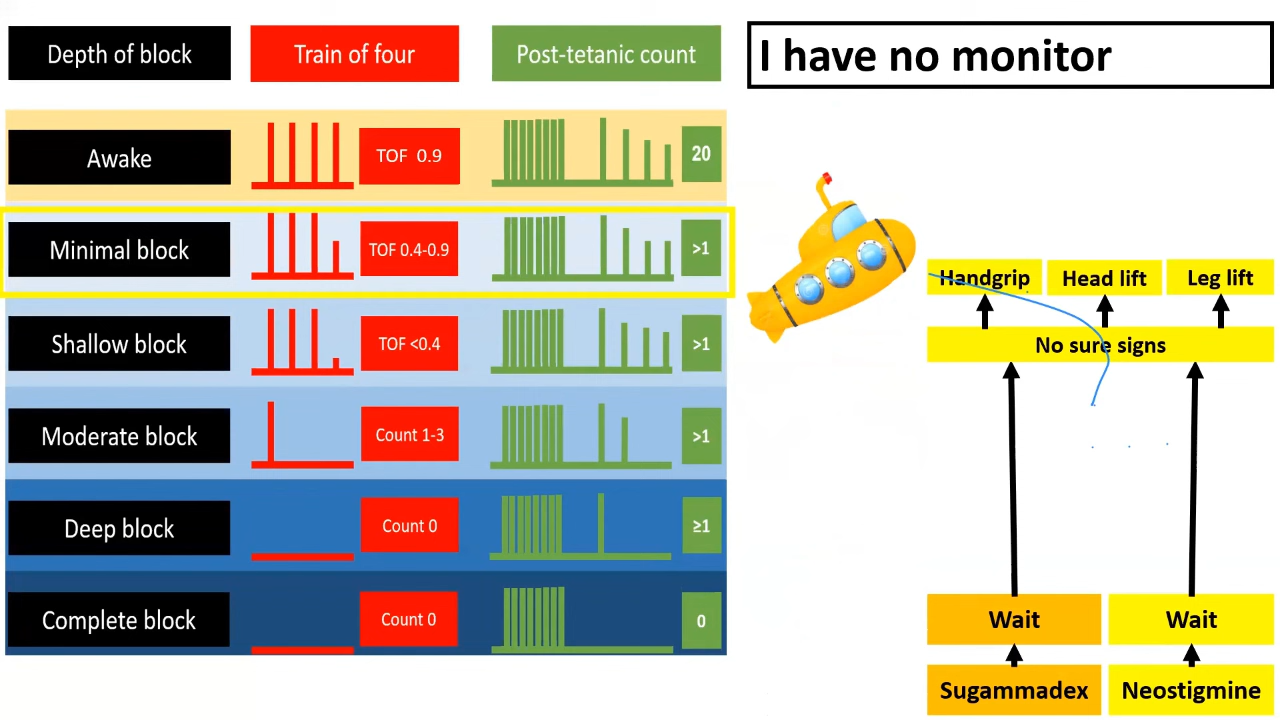 Depth of block
Train of four
Post-tetanic count
I have no monitor
Awake
TOF 0.9
20
Minimal block
TOF 0.4-0.9
>1
Shallow block
TOF <0.4
>1
Moderate block
Count 1-3
>1
Deep block
Count 0
≥1
Complete block
Count 0
0
Handgrip
Head lift
Leg lift
No sure signs
Wait
Wait
Sugammadex
Neostigmine